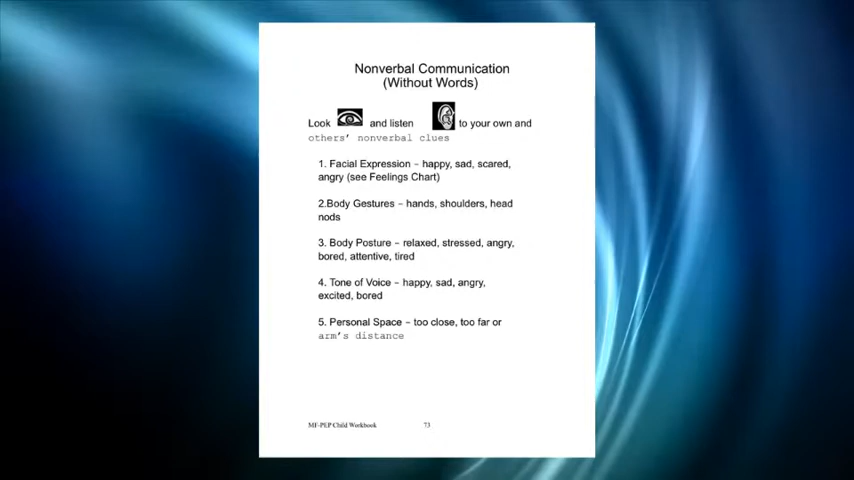 Nonverbal Communication
(Without Words)
Look and listen to your own and
others' nonverbal clues
1. Facial Expression – happy, sad, scared,
angry (see Feelings Chart)
2.Body Gestures – hands, shoulders, head
nods
3. Body Posture – relaxed, stressed, angry,
bored, attentive, tired
4. Tone of Voice – happy, sad, angry,
excited, bored
5. Personal Space – too close, too far or
arm's distance
MF-PEP Child Workbook 73